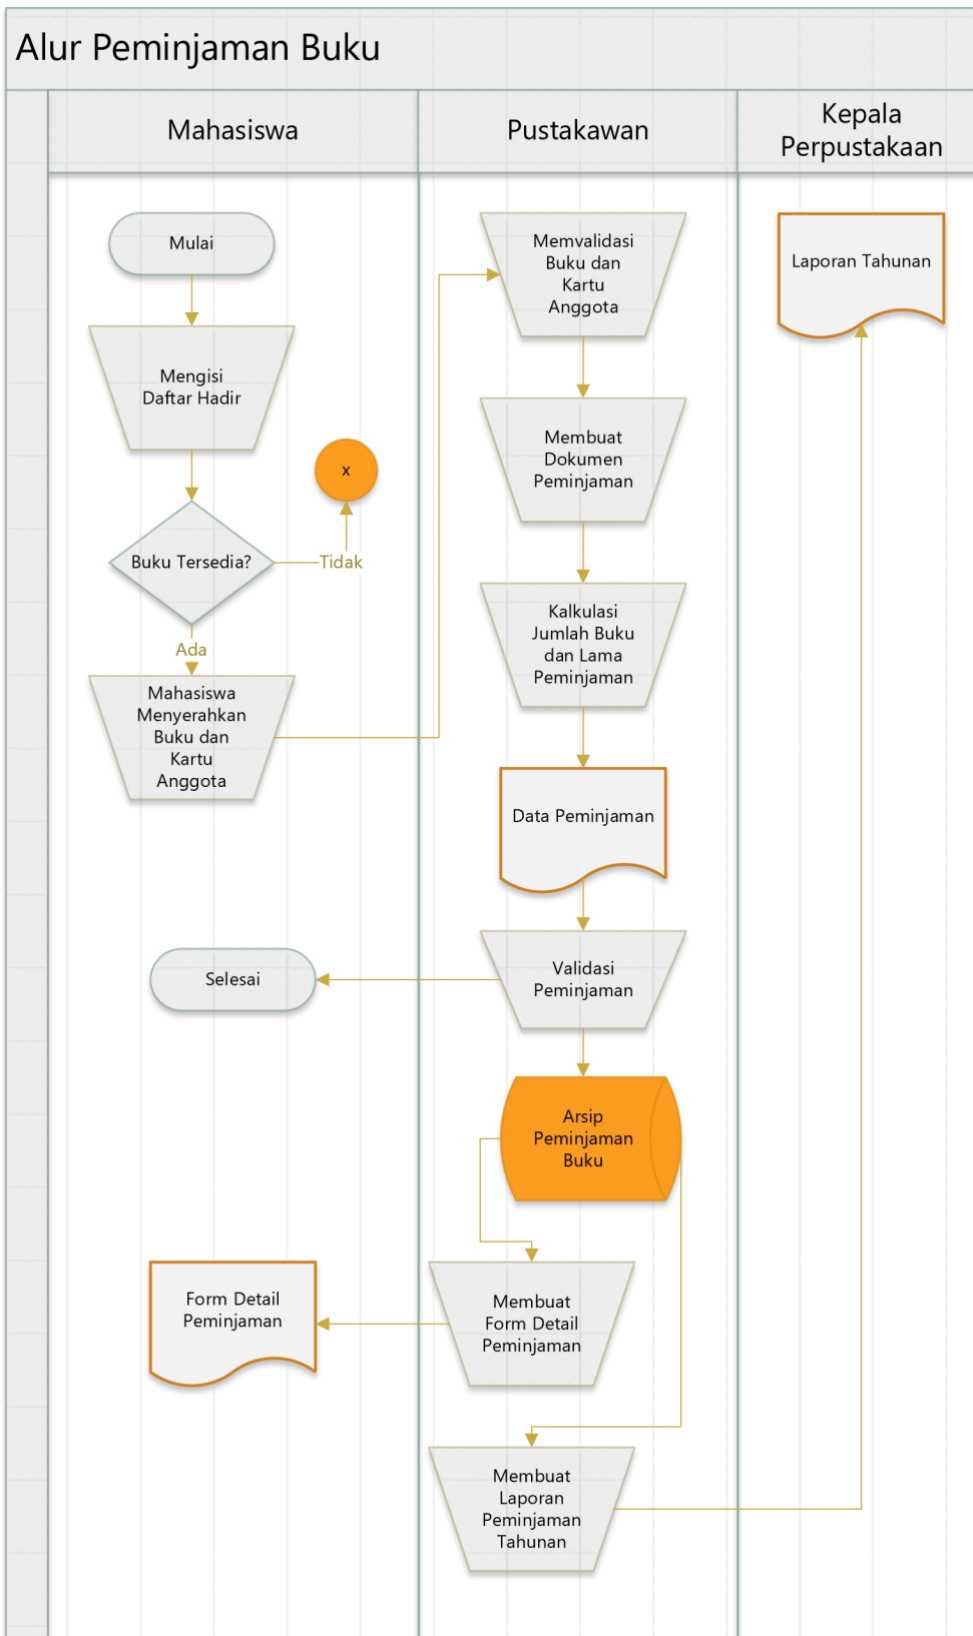 Alur Peminjaman Buku
Mahasiswa
Pustakawan
Kepala
Perpustakaan
Mulai
Mengisi
Daftar Hadir
x
Buku Tersedia?
Tidak
Ada
Mahasiswa
Menyerahkan
Buku dan
Kartu
Anggota
Selesai
Form Detail
Peminjaman
Memvalidasi
Buku dan
Kartu
Anggota
Membuat
Dokumen
Peminjaman
Kalkulasi
Jumlah Buku
dan Lama
Peminjaman
Data Peminjaman
Validasi
Peminjaman
Arsip
Peminjaman
Buku
Membuat
Form Detail
Peminjaman
Membuat
Laporan
Peminjaman
Tahunan
Laporan Tahunan